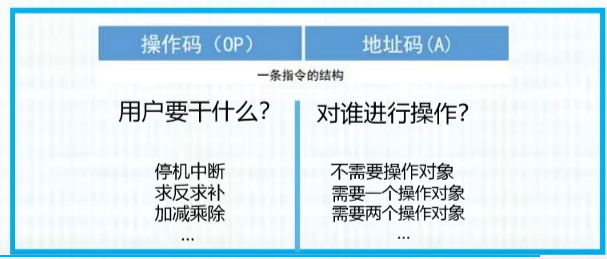 操作码（OP） 地址码(A)
一条指令的结构
用户要干什么？ 对谁进行操作？
停机中断 不需要操作对象
求反求补 需要一个操作对象
加减乘除 需要两个操作对象
... ...